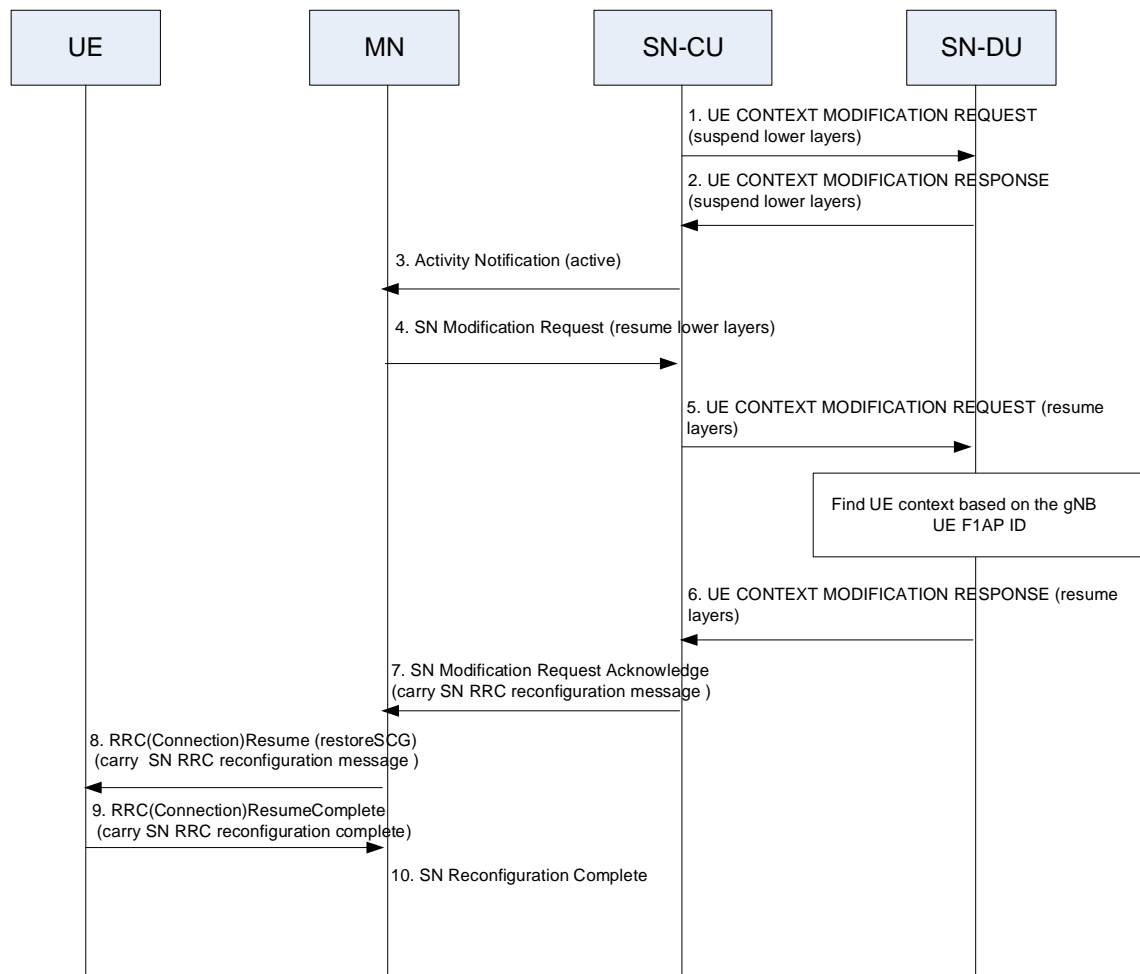 UE
MN
SN-CU
SN-DU
1. UE CONTEXT MODIFICATION REQUEST
(suspend lower layers)
2. UE CONTEXT MODIFICATION RESPONSE
(suspend lower layers)
3. Activity Notification (active)
4. SN Modification Request (resume lower layers)
5. UE CONTEXT MODIFICATION REQUEST (resume
layers)
Find UE context based on the gNB
UE F1AP ID
6. UE CONTEXT MODIFICATION RESPONSE (resume
layers)
7. SN Modification Request Acknowledge
(carry SN RRC reconfiguration message )
8. RRC(Connection)Resume (restoreSCG)
(carry SN RRC reconfiguration message )
9. RRC(Connection)ResumeComplete
(carry SN RRC reconfiguration complete)
10. SN Reconfiguration Complete